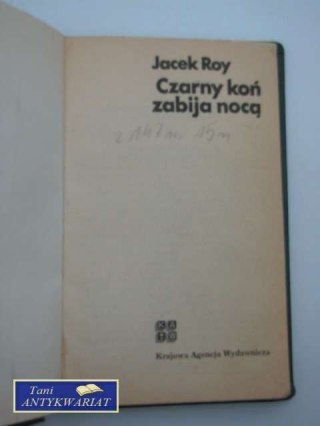 Jacek Roy
Czarny koń
zabija nocą
Krajowa Agencja Wydawnicza
Tani
ANTYKWARIAT